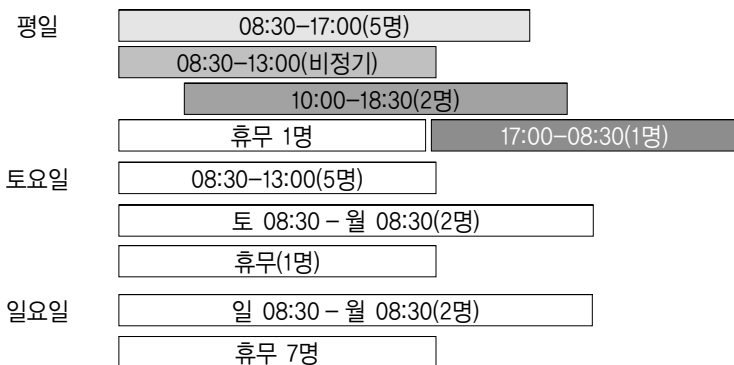 평일 08:30-17:00(5명)
08:30-13:00(비정기)
10:00-18:30(2명)
휴무 1명 17:00-08:30(1명)
토요일 08:30-13:00(5명)
토 08:30 – 월 08:30(2명)
휴무(1명)
일요일 일 08:30 – 월 08:30(2명)
휴무 7명